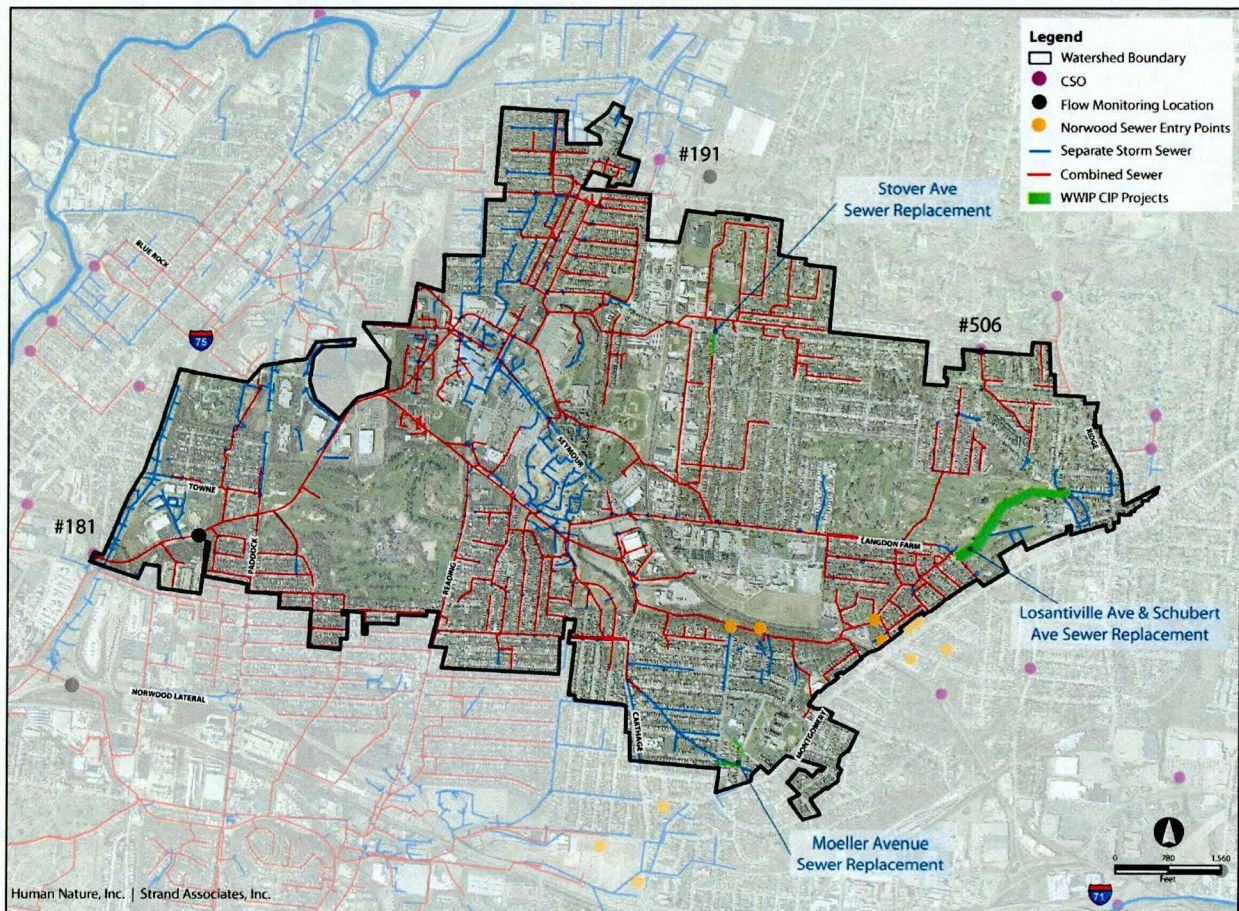 Legend
Watershed Boundary
CSO
Flow Monitoring Location
Norwood Sewer Entry Points
Separate Storm Sewer
Combined Sewer
WWIP CIP Projects
#191
Stover Ave
Sewer Replacement
BLUE ROCK
75
#506
RIDGE
SEYMOUR
TOWNE
#181
PADDOCK
READING
LANGDON FARM
Losantiville Ave & Schubert
Ave Sewer Replacement
NORWOOD LATERAL
CARTHAGE
MONTGOMERY
Moeller Avenue
Sewer Replacement
0 780 1,560
Feet
71
Human Nature, Inc. | Strand Associates, Inc.